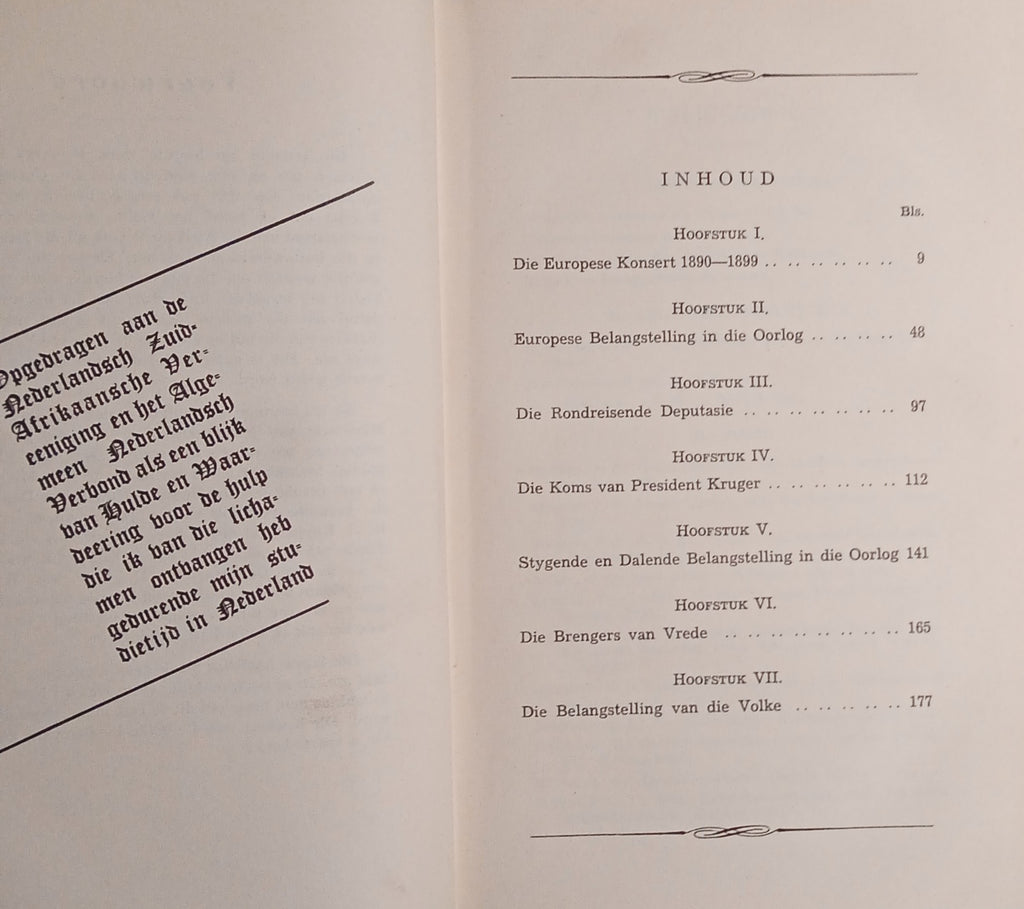 Opgedragen aan de
Nederlandsch Zuid-
Afrikaansche Ver-
eeniging en het Alge-
meen Nederlandsch
Verbond als een blijk
van Hulde en Waar-
deering voor de hulp
die ik van die licha-
men ontvangen heb
gedurende mijn stu-
dietijd in Nederland
INHOUD
Bls.
HOOFSTUK I.
Die Europese Konsert 1890—1899 .. .. .. .. .. .. 9
HOOFSTUK II.
Europese Belangstelling in die Oorlog .. .. .. .. 48
HOOFSTUK III.
Die Rondreisende Deputasie .. .. .. .. .. .. .. 97
HOOFSTUK IV.
Die Koms van President Kruger .. .. .. .. .. .. 112
HOOFSTUK V.
Stygende en Dalende Belangstelling in die Oorlog 141
HOOFSTUK VI.
Die Brengers van Vrede .. .. .. .. .. .. .. .. 165
HOOFSTUK VII.
Die Belangstelling van die Volke .. .. .. .. .. 177